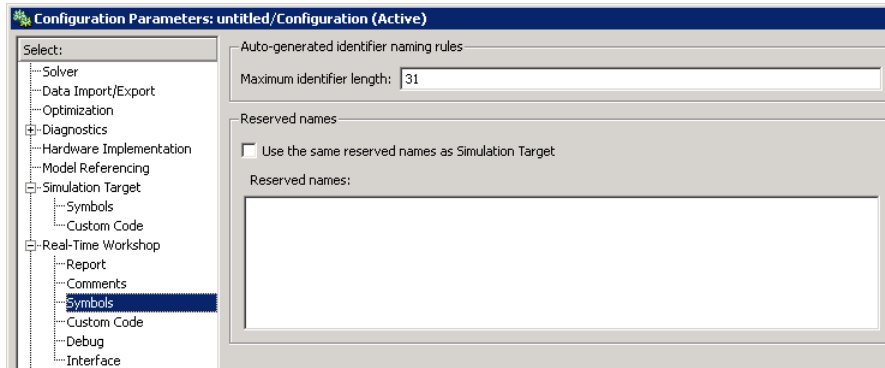 Configuration Parameters: untitled/Configuration (Active)
Select:
Solver
Data Import/Export
Optimization
Diagnostics
Hardware Implementation
Model Referencing
Simulation Target
Symbols
Custom Code
Real-Time Workshop
Report
Comments
Symbols
Custom Code
Debug
Interface
Auto-generated identifier naming rules
Maximum identifier length: 31
Reserved names
Use the same reserved names as Simulation Target
Reserved names: